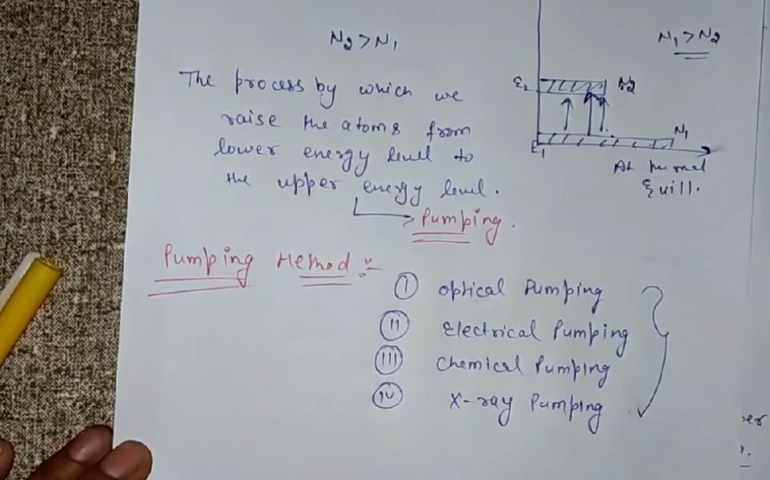 N2 > N1
The process by which we
raise the atoms from
lower energy level to
the upper energy level.
Pumping.
N1 > N2
E2
N2
N1
E1
At thermal
Equill.
Pumping Method :-
I optical Pumping
II Electrical Pumping
III Chemical Pumping
IV X-ray Pumping